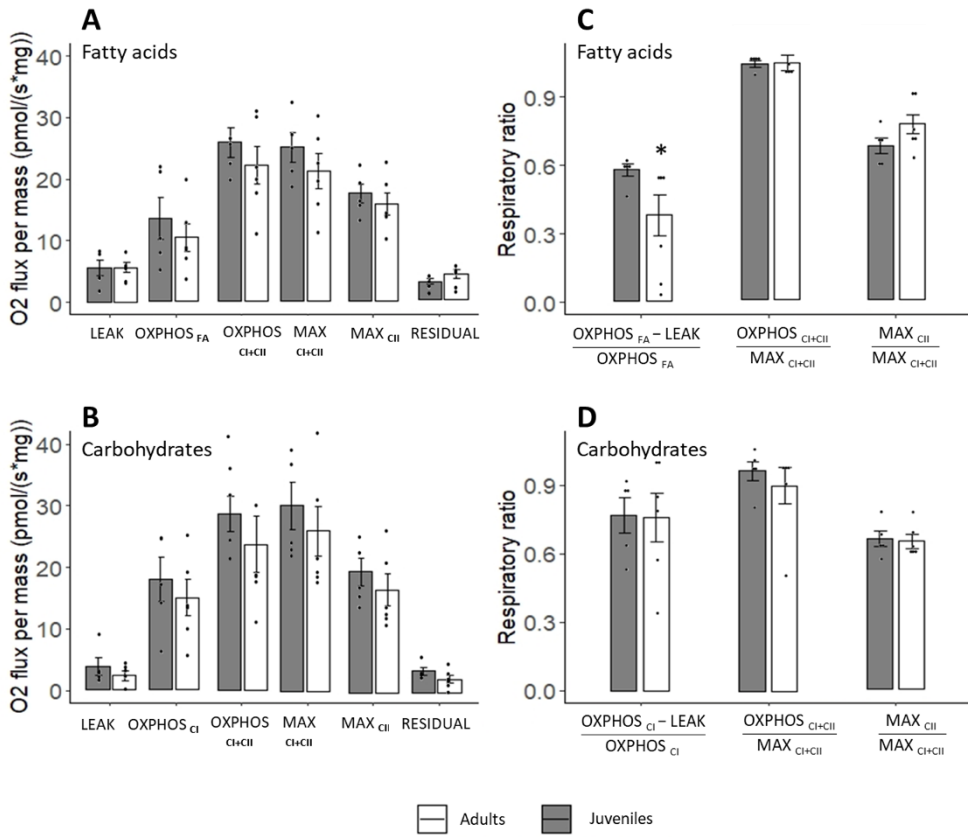 A
Fatty acids
O2 flux per mass (pmol/(s*mg))
40
30
20
10
0
LEAK
OXPHOS FA
OXPHOS CI+CII
MAX CI+CII
MAX CII
RESIDUAL
C
Fatty acids
Respiratory ratio
0.9
0.6
0.3
0.0
*
OXPHOS FA – LEAK
OXPHOS FA
OXPHOS CI+CII
MAX CI+CII
MAX CII
MAX CI+CII
B
Carbohydrates
O2 flux per mass (pmol/(s*mg))
40
30
20
10
0
LEAK
OXPHOS CI
OXPHOS CI+CII
MAX CI+CII
MAX CII
RESIDUAL
D
Carbohydrates
Respiratory ratio
0.9
0.6
0.3
0.0
OXPHOS CI – LEAK
OXPHOS CI
OXPHOS CI+CII
MAX CI+CII
MAX CII
MAX CI+CII
Adults
Juveniles